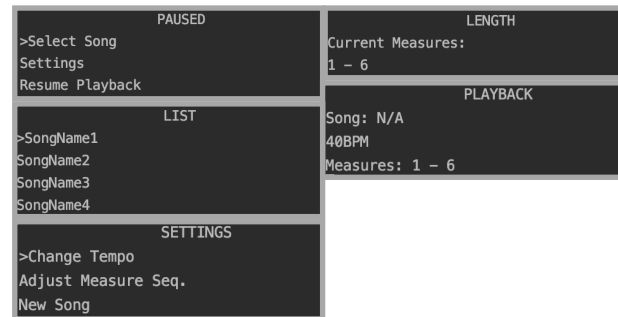 PAUSED
>Select Song
Settings
Resume Playback
LIST
>SongName1
SongName2
SongName3
SongName4
SETTINGS
>Change Tempo
Adjust Measure Seq.
New Song
LENGTH
Current Measures:
1 – 6
PLAYBACK
Song: N/A
40BPM
Measures: 1 – 6